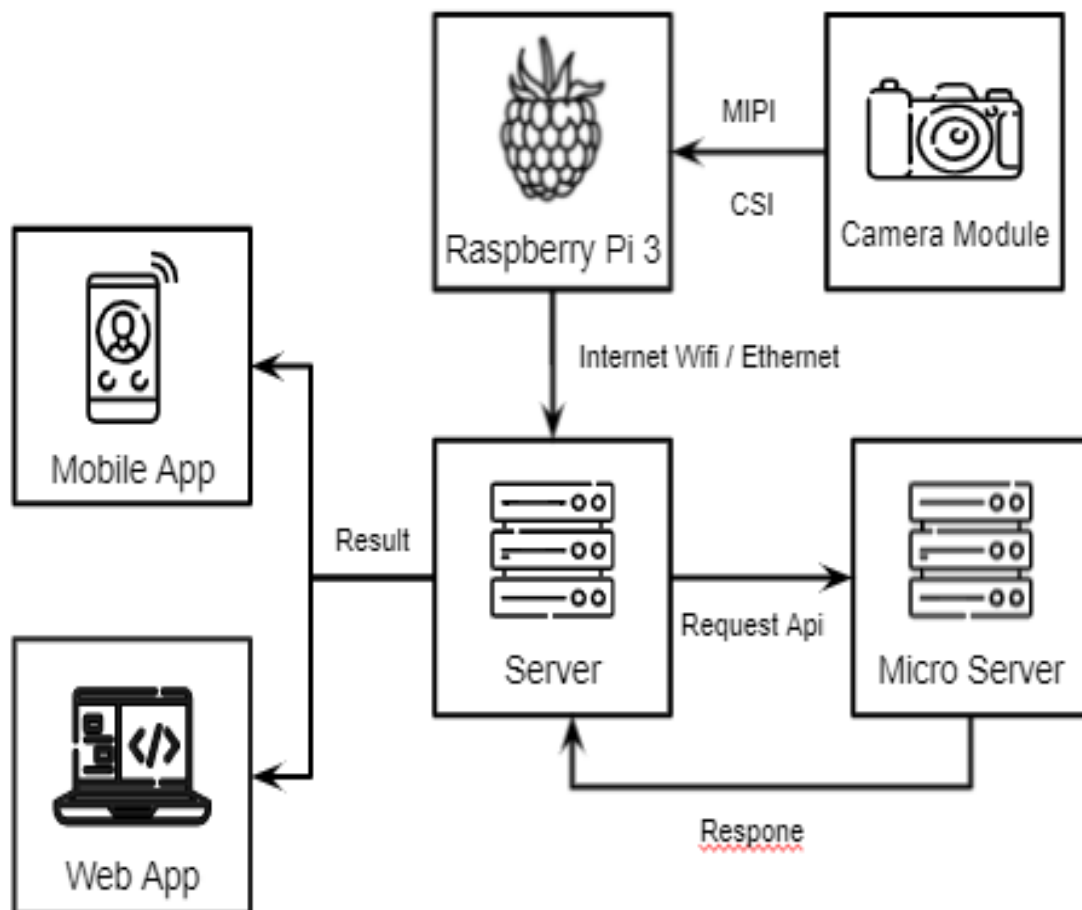 MIPI
CSI
Raspberry Pi 3
Camera Module
Internet Wifi / Ethernet
Mobile App
Result
Server
Request Api
Micro Server
Respone
Web App